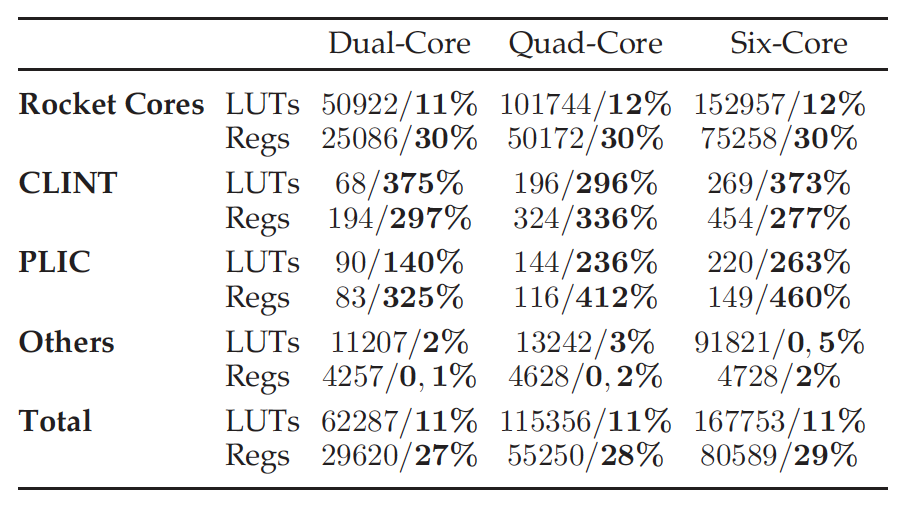 Dual-Core Quad-Core Six-Core
Rocket Cores LUTs 50922/11% 101744/12% 152957/12%
Regs 25086/30% 50172/30% 75258/30%
CLINT LUTs 68/375% 196/296% 269/373%
Regs 194/297% 324/336% 454/277%
PLIC LUTs 90/140% 144/236% 220/263%
Regs 83/325% 116/412% 149/460%
Others LUTs 11207/2% 13242/3% 91821/0, 5%
Regs 4257/0, 1% 4628/0, 2% 4728/2%
Total LUTs 62287/11% 115356/11% 167753/11%
Regs 29620/27% 55250/28% 80589/29%